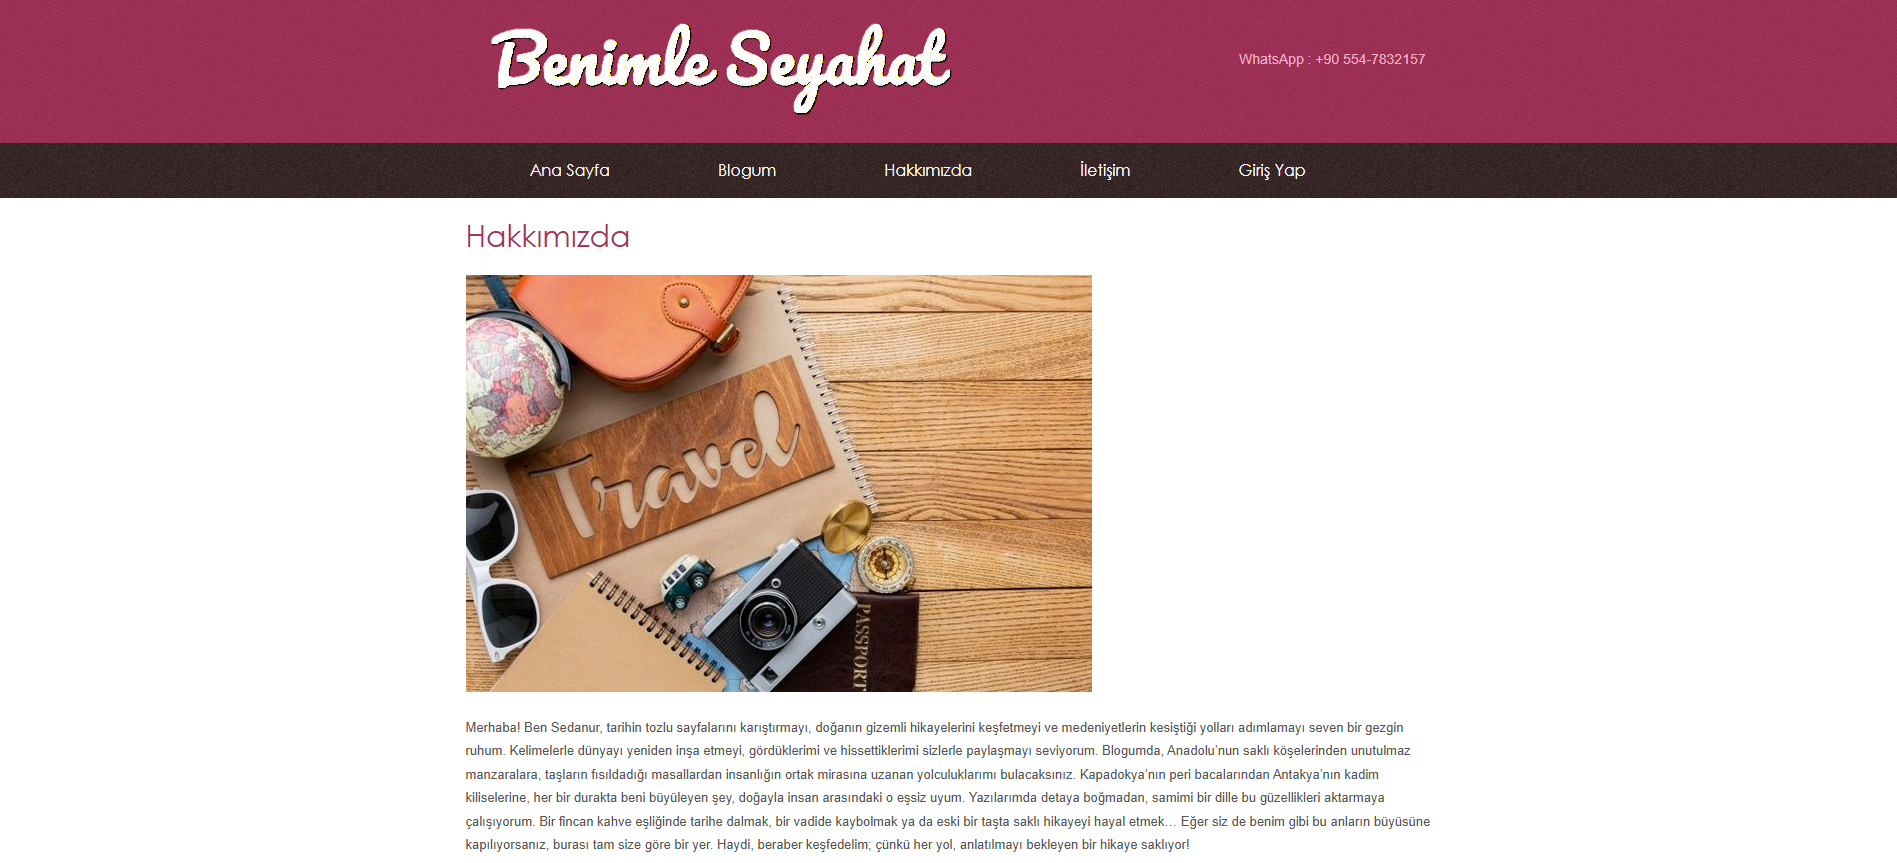 Benimle Seyahat
WhatsApp : +90 554-7832157
Ana Sayfa
Blogum
Hakkımızda
İletişim
Giriş Yap
Hakkımızda
Travel
PASSPORT
Merhaba! Ben Sedanur, tarihin tozlu sayfalarını karıştırmayı, doğanın gizemli hikayelerini keşfetmeyi ve medeniyetlerin kesiştiği yolları adımlamayı seven bir gezgin
ruhum. Kelimelerle dünyayı yeniden inşa etmeyi, gördüklerimi ve hissettiklerimi sizlerle paylaşmayı seviyorum. Blogumda, Anadolu’nun saklı köşelerinden unutulmaz
manzaralara, taşların fısıldadığı masallardan insanlığın ortak mirasına uzanan yolculuklarımı bulacaksınız. Kapadokya’nın peri bacalarından Antakya’nın kadim
kiliselerine, her bir durakta beni büyüleyen şey, doğayla insan arasındaki o eşsiz uyum. Yazılarımda detaya boğmadan, samimi bir dille bu güzellikleri aktarmaya
çalışıyorum. Bir fincan kahve eşliğinde tarihe dalmak, bir vadide kaybolmak ya da eski bir taşta saklı hikayeyi hayal etmek… Eğer siz de benim gibi bu anların büyüsüne
kapılıyorsanız, burası tam size göre bir yer. Haydi, beraber keşfedelim; çünkü her yol, anlatılmayı bekleyen bir hikaye saklıyor!